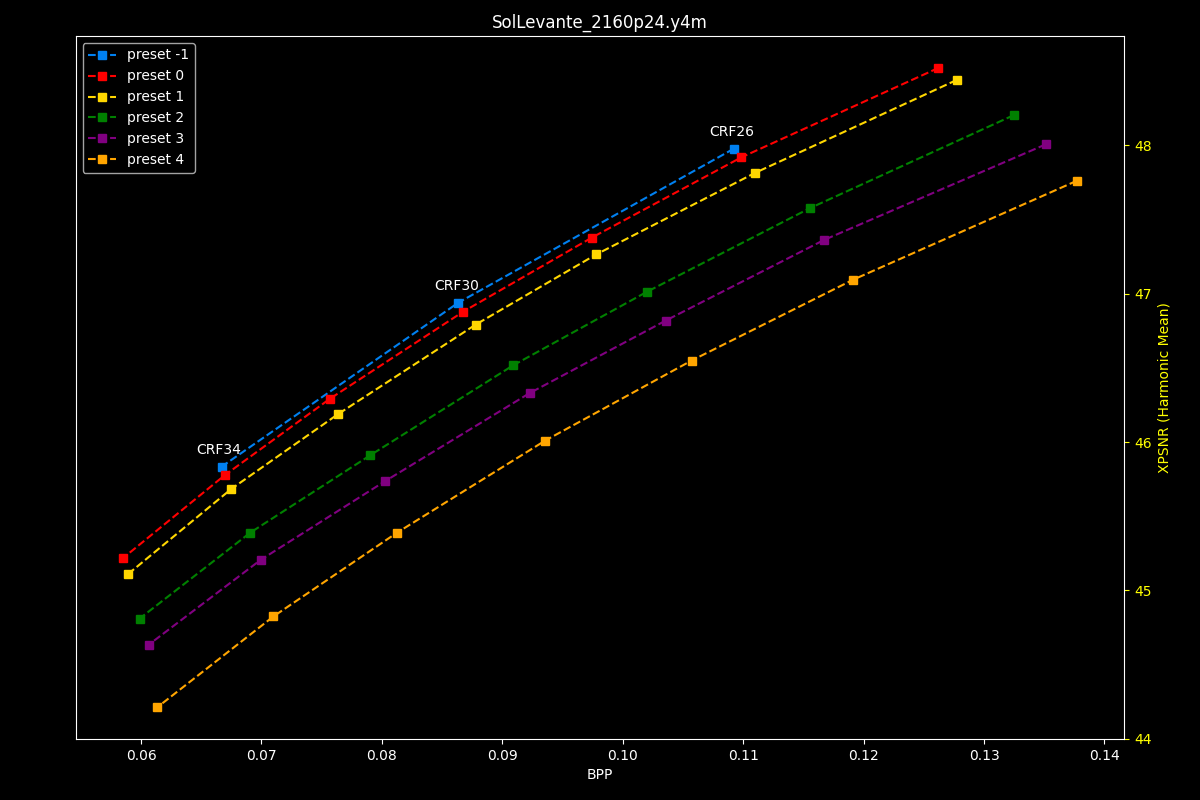 SolLevante_2160p24.y4m
preset -1
preset 0
preset 1
preset 2
preset 3
preset 4
CRF26
CRF30
CRF34
48
47
46
45
44
XPSNR (Harmonic Mean)
0.06 0.07 0.08 0.09 0.10 0.11 0.12 0.13 0.14
BPP